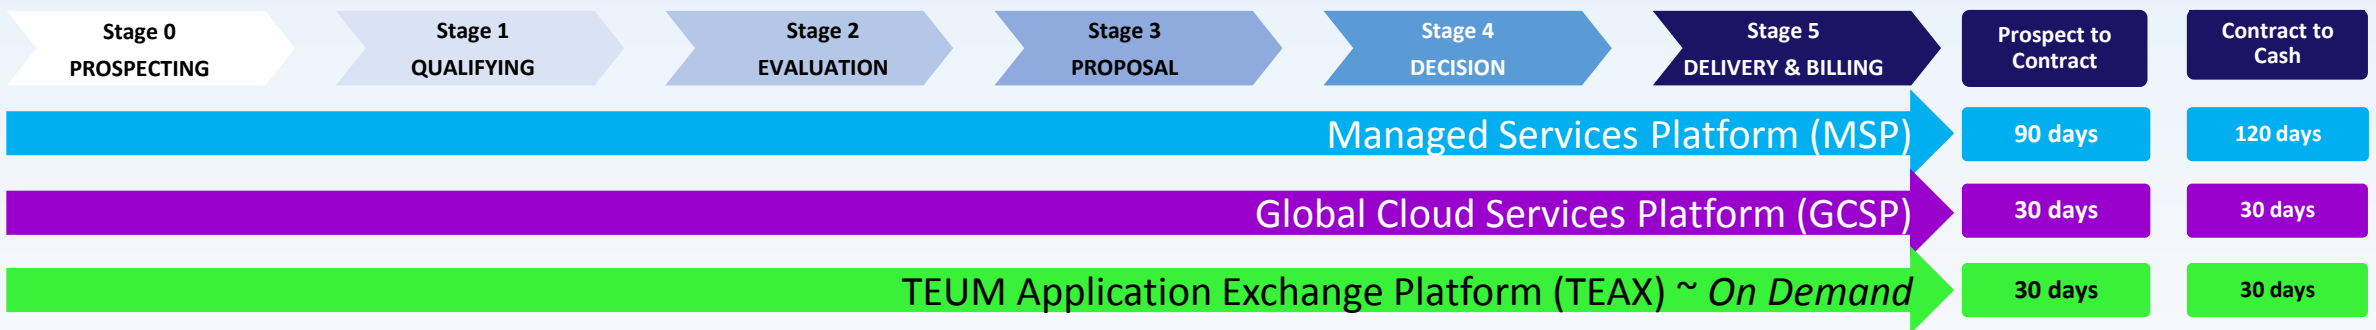 Stage 0
PROSPECTING
Stage 1
QUALIFYING
Stage 2
EVALUATION
Stage 3
PROPOSAL
Stage 4
DECISION
Stage 5
DELIVERY & BILLING
Prospect to
Contract
Contract to
Cash
Managed Services Platform (MSP)
90 days
120 days
Global Cloud Services Platform (GCSP)
30 days
30 days
TEUM Application Exchange Platform (TEAX) ~ On Demand
30 days
30 days